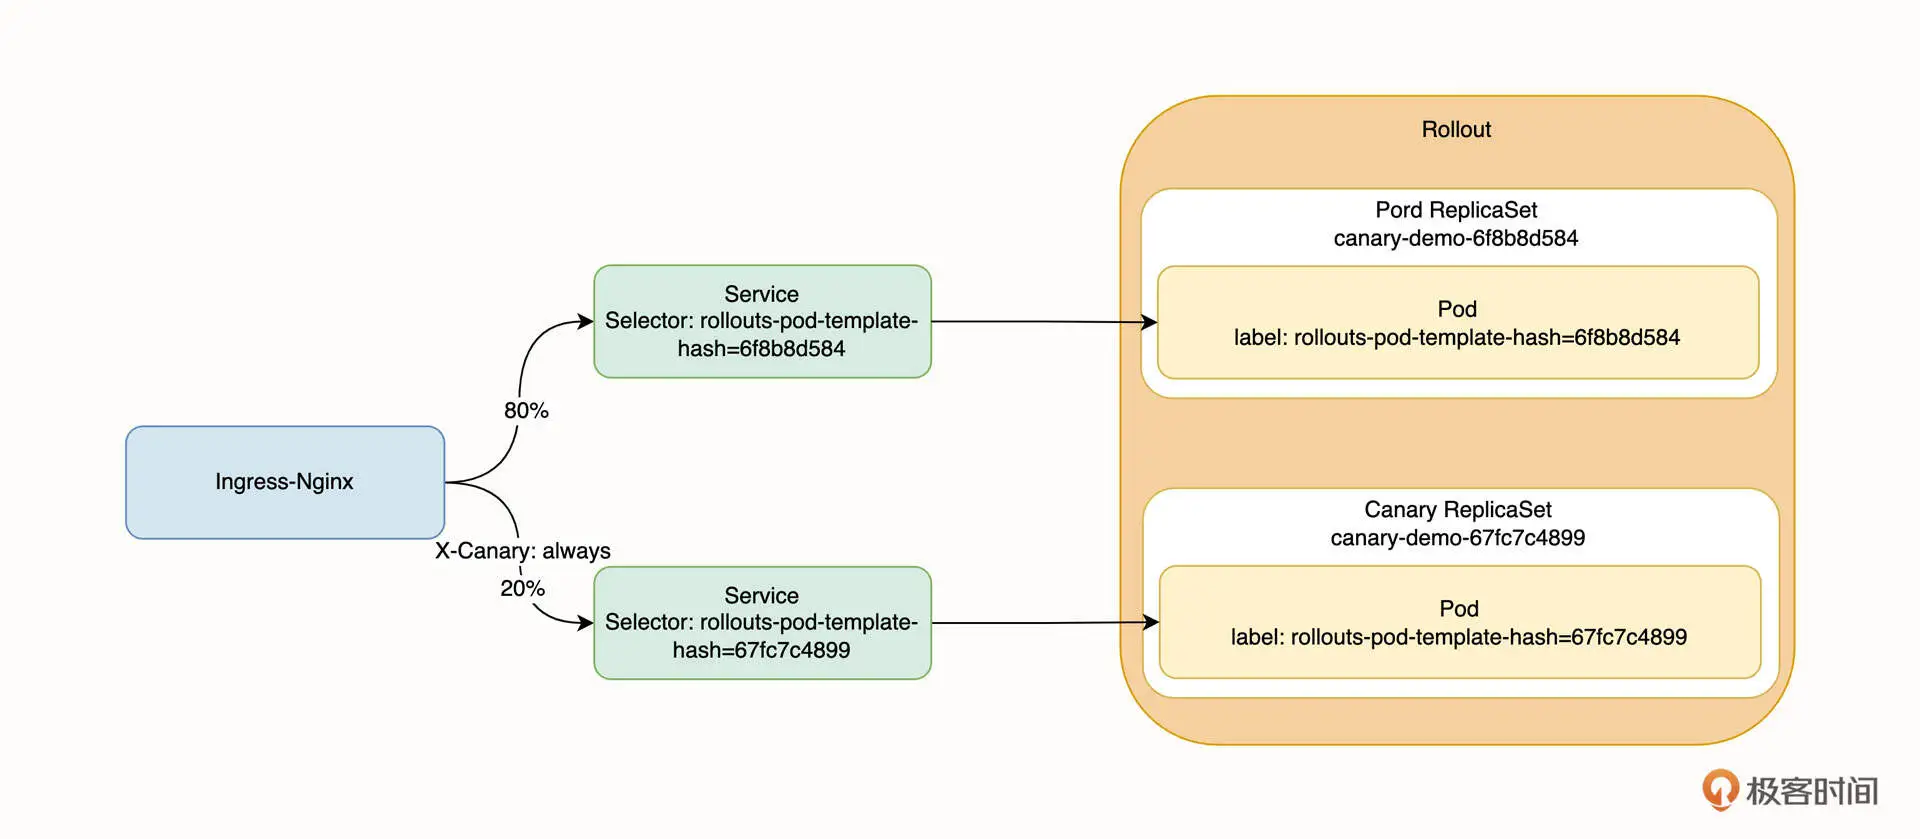 Rollout
Pord ReplicaSet
canary-demo-6f8b8d584
Pod
label: rollouts-pod-template-hash=6f8b8d584
Service
Selector: rollouts-pod-template-
hash=6f8b8d584
80%
Ingress-Nginx
X-Canary: always
20%
Service
Selector: rollouts-pod-template-
hash=67fc7c4899
Canary ReplicaSet
canary-demo-67fc7c4899
Pod
label: rollouts-pod-template-hash=67fc7c4899
极客时间